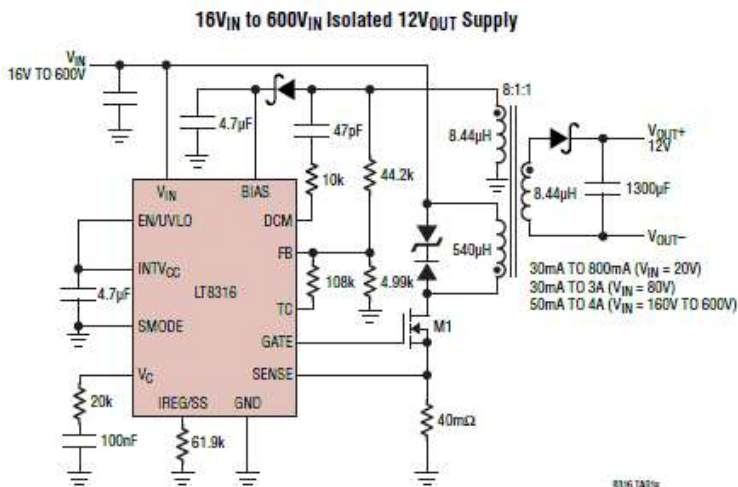 16VIN to 600VIN Isolated 12VOUT Supply
VIN
16V TO 600V
8:1:1
4.7µF
47pF
8.44µH
VOUT+
12V
10k
44.2k
8.44µH
1300µF
VIN
BIAS
EN/UVLO
DCM
VOUT–
FB
540µH
INTVCC
30mA TO 800mA (VIN = 20V)
LT8316
108k
4.99k
30mA TO 3A (VIN = 80V)
4.7µF
TC
50mA TO 4A (VIN = 160V TO 600V)
SMODE
M1
GATE
VC
SENSE
20k
IREG/SS
GND
40mΩ
100nF
61.9k